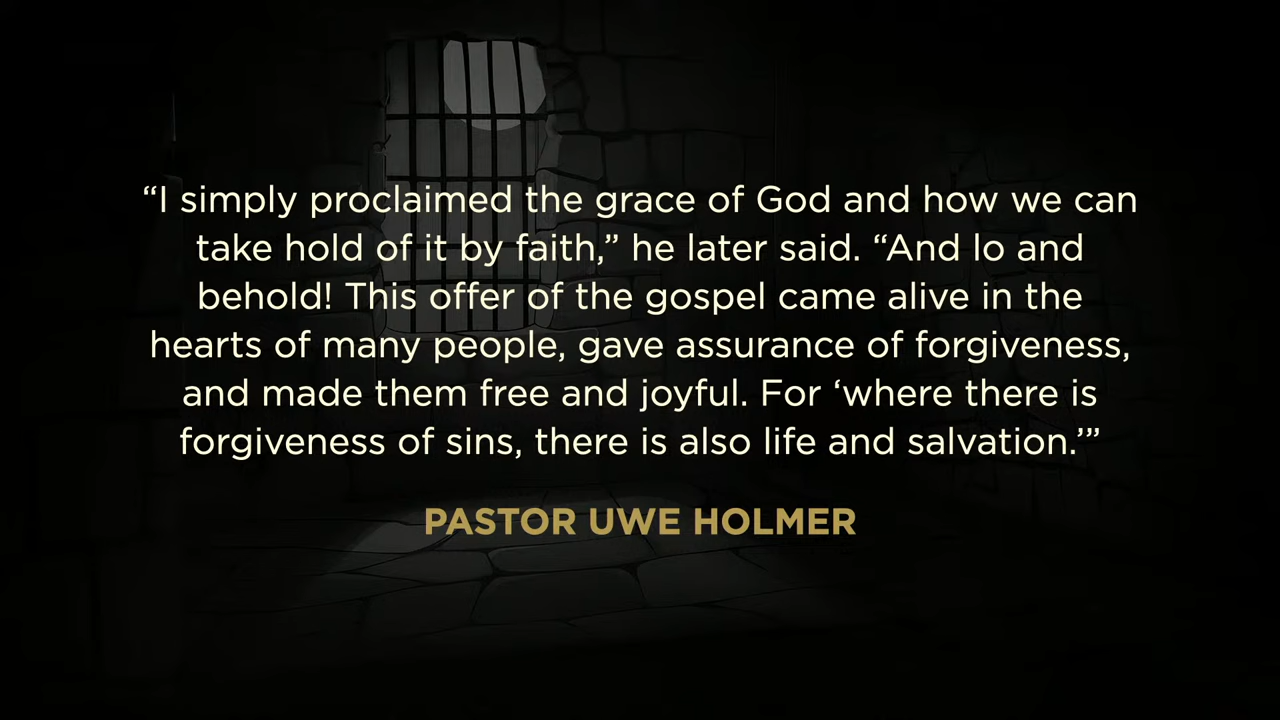 “I simply proclaimed the grace of God and how we can
take hold of it by faith,” he later said. “And lo and
behold! This offer of the gospel came alive in the
hearts of many people, gave assurance of forgiveness,
and made them free and joyful. For ‘where there is
forgiveness of sins, there is also life and salvation.’”
PASTOR UWE HOLMER